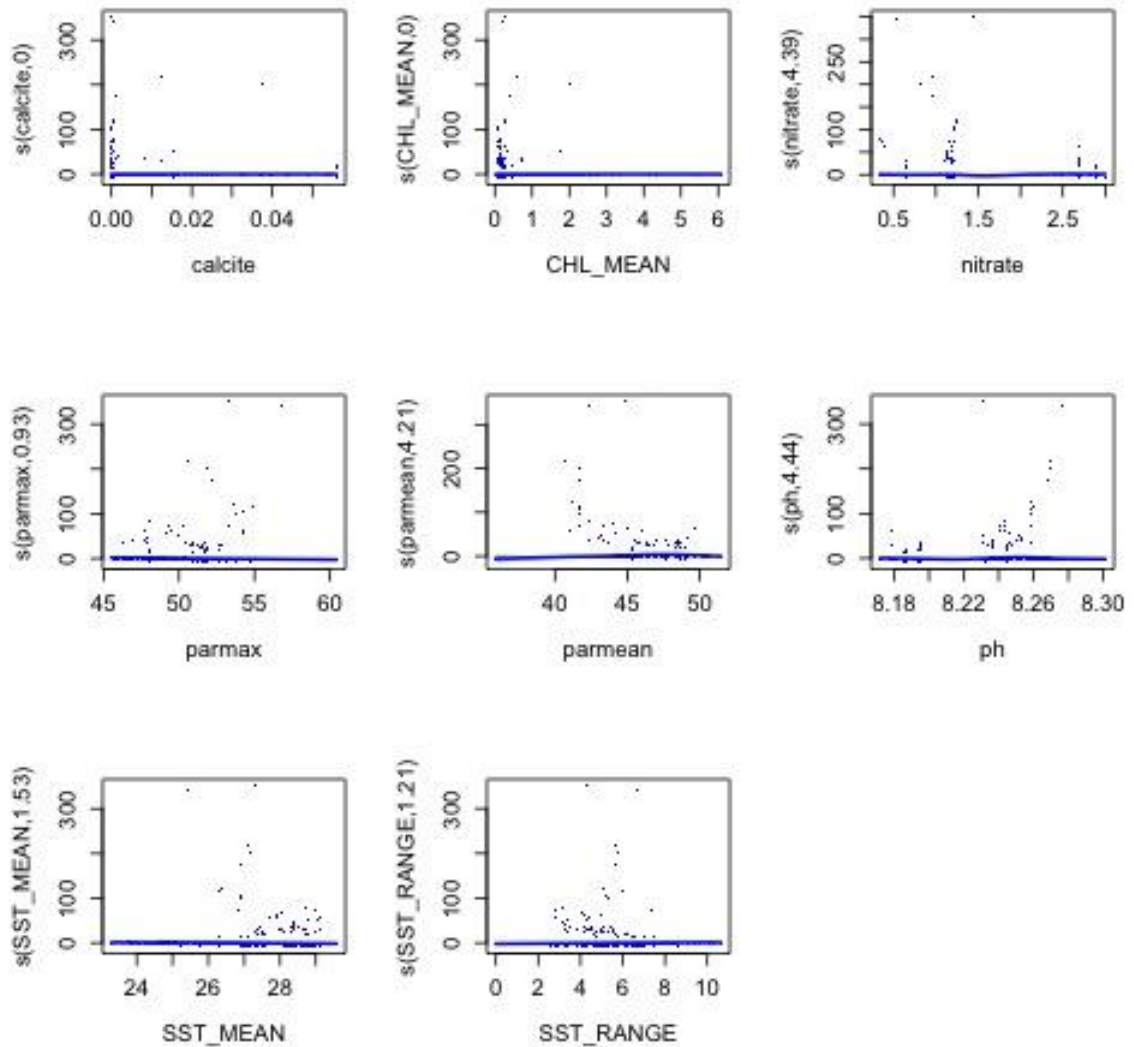 s(calcite,0)
300
100
0
0.00 0.02 0.04
calcite
s(CHL_MEAN,0)
300
100
0
0 1 2 3 4 5 6
CHL_MEAN
s(nitrate,4.39)
250
100
0
0.5 1.5 2.5
nitrate
s(parmax,0.93)
300
100
0
45 50 55 60
parmax
s(parmean,4.21)
200
0
40 45 50
parmean
s(ph,4.44)
300
100
0
8.18 8.22 8.26 8.30
ph
s(SST_MEAN,1.53)
300
100
0
24 26 28
SST_MEAN
s(SST_RANGE,1.21)
300
100
0
0 2 4 6 8 10
SST_RANGE